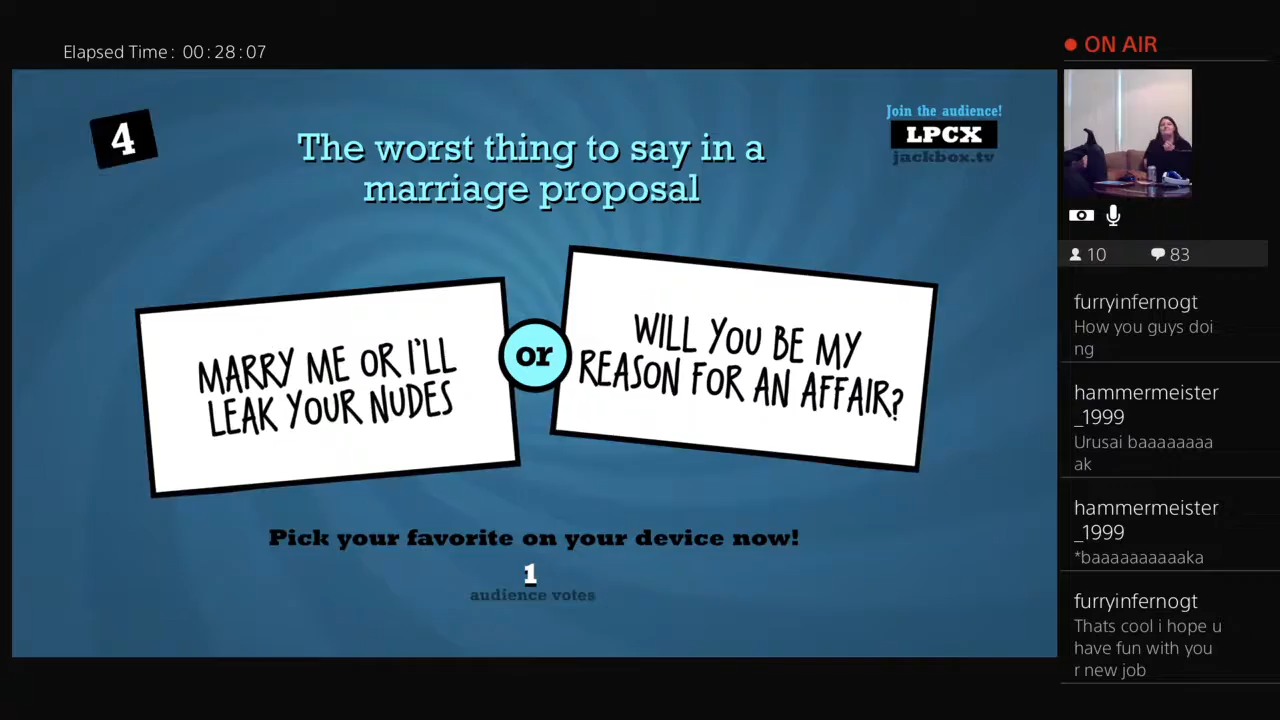 Elapsed Time: 00:28:07
ON AIR
4
The worst thing to say in a
marriage proposal
Join the audience!
LPCX
jackbox.tv
MARRY ME OR I'LL
LEAK YOUR NUDES
or
WILL YOU BE MY
REASON FOR AN AFFAIR?
Pick your favorite on your device now!
1
audience votes
10
83
furryinfernogt
How you guys doi
ng
hammermeister
_1999
Urusai baaaaaaaa
ak
hammermeister
_1999
*baaaaaaaaaaka
furryinfernogt
Thats cool i hope u
have fun with you
r new job